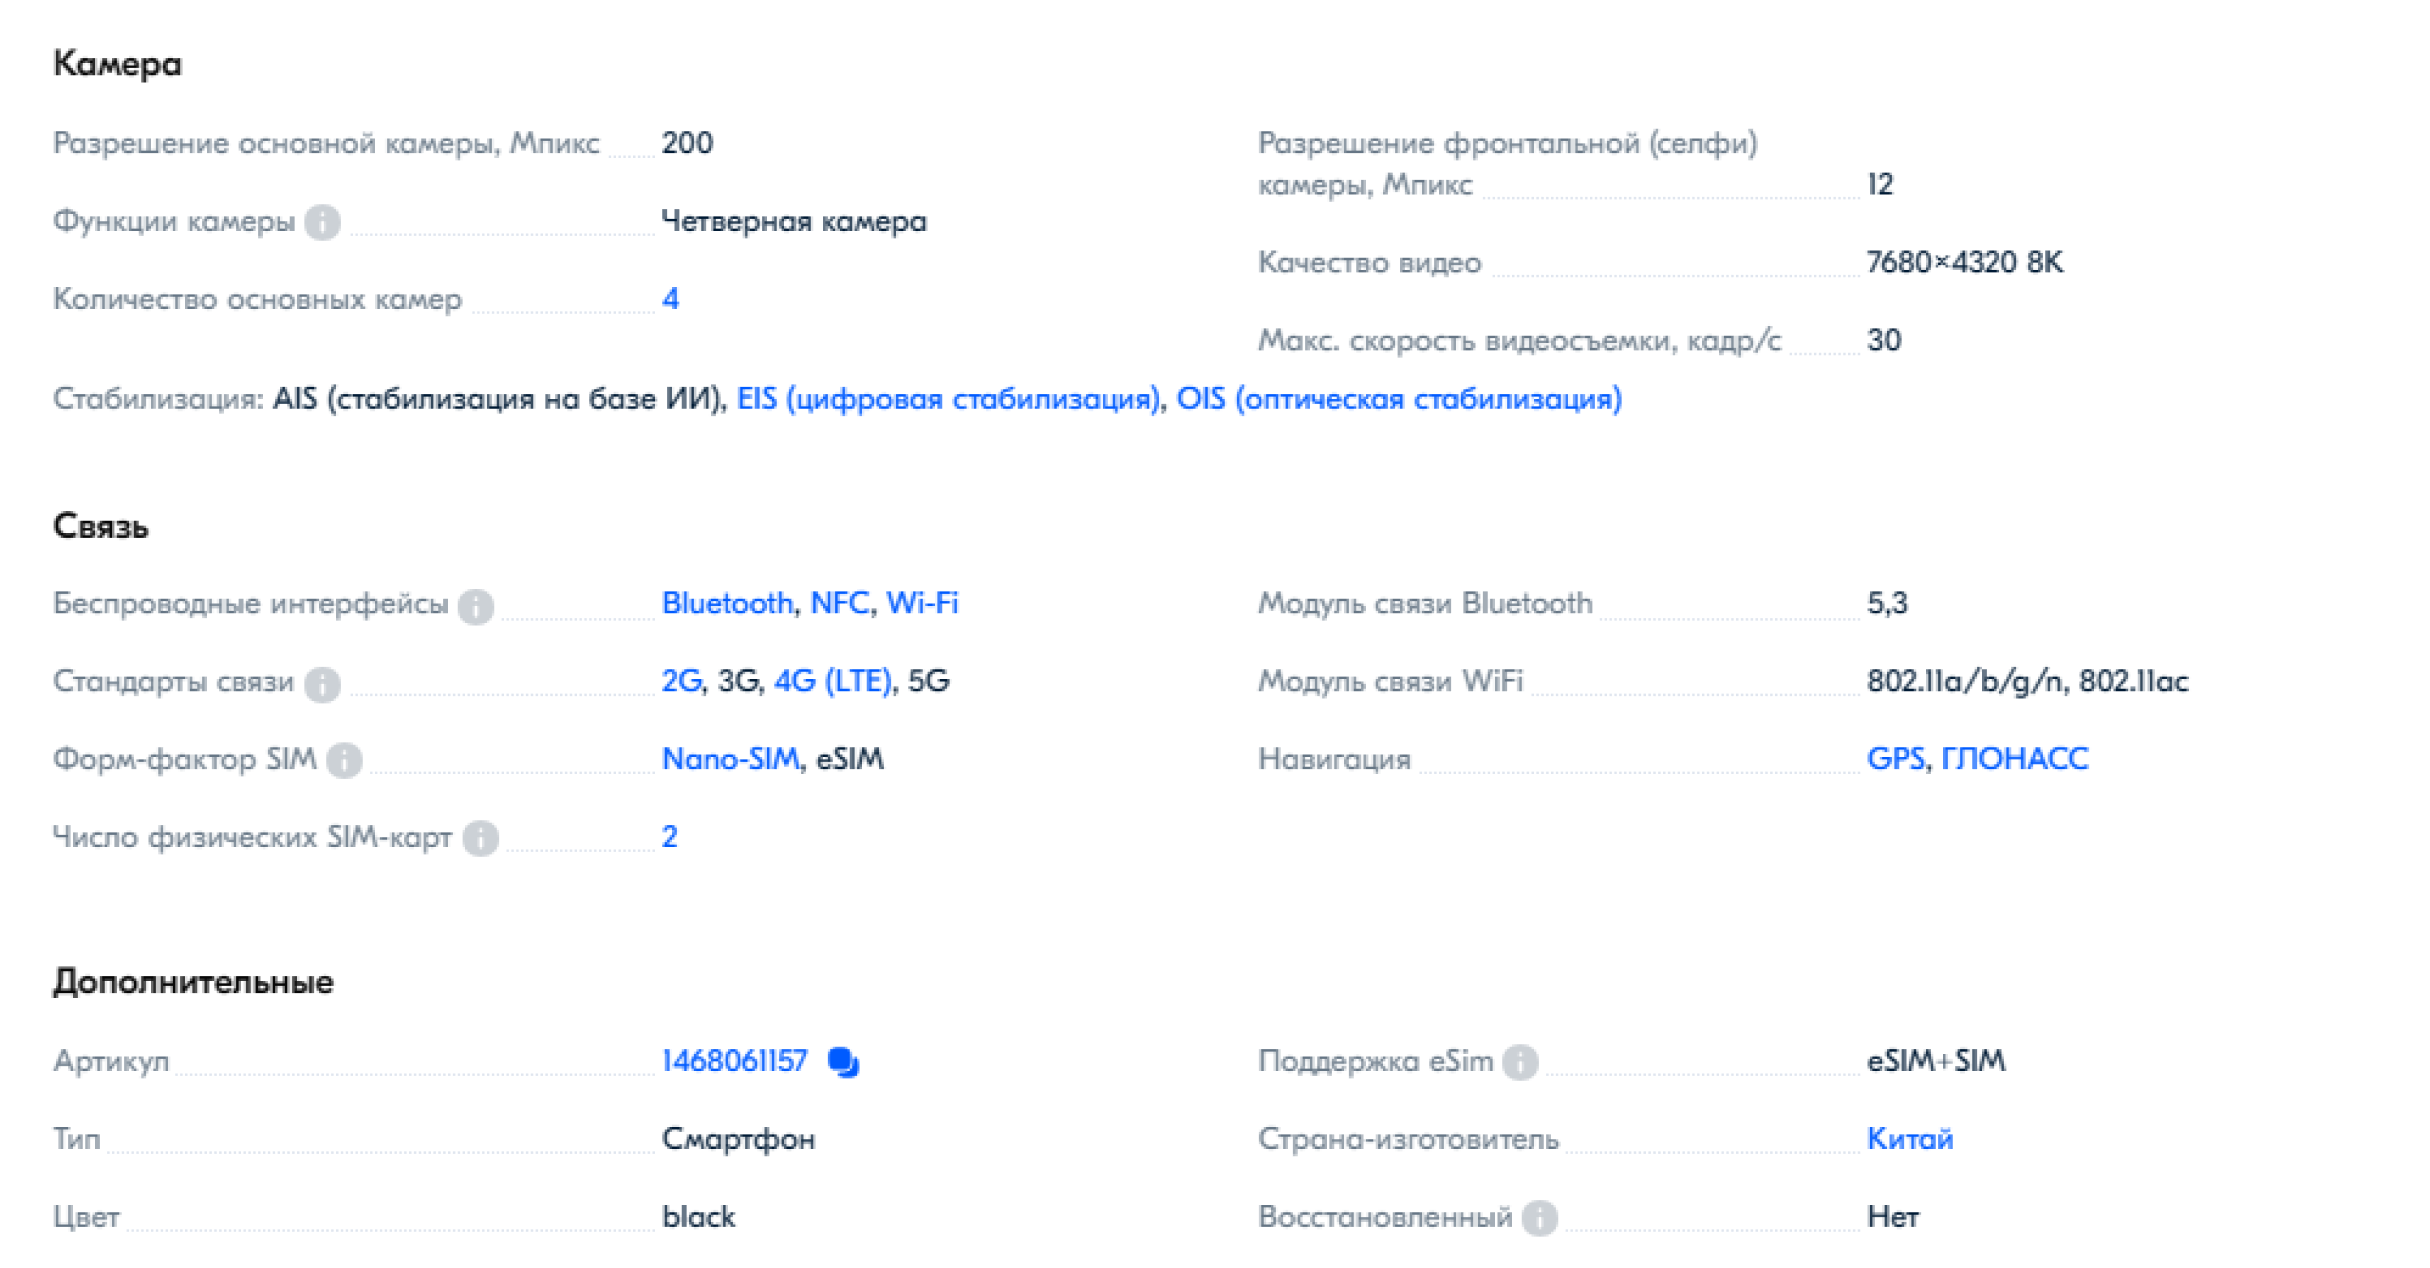 Камера
Разрешение основной камеры, Мпикс 200
Функции камеры Четверная камера
Количество основных камер 4
Разрешение фронтальной (селфи)
камеры, Мпикс 12
Качество видео 7680×4320 8K
Макс. скорость видеосъемки, кадр/с 30
Стабилизация: AIS (стабилизация на базе ИИ), EIS (цифровая стабилизация), OIS (оптическая стабилизация)
Связь
Беспроводные интерфейсы Bluetooth, NFC, Wi-Fi
Стандарты связи 2G, 3G, 4G (LTE), 5G
Форм-фактор SIM Nano-SIM, eSIM
Число физических SIM-карт 2
Модуль связи Bluetooth 5,3
Модуль связи WiFi 802.11a/b/g/n, 802.11ac
Навигация GPS, ГЛОНАСС
Дополнительные
Артикул 1468061157
Тип Смартфон
Цвет black
Поддержка eSim eSIM+SIM
Страна-изготовитель Китай
Восстановленный Нет